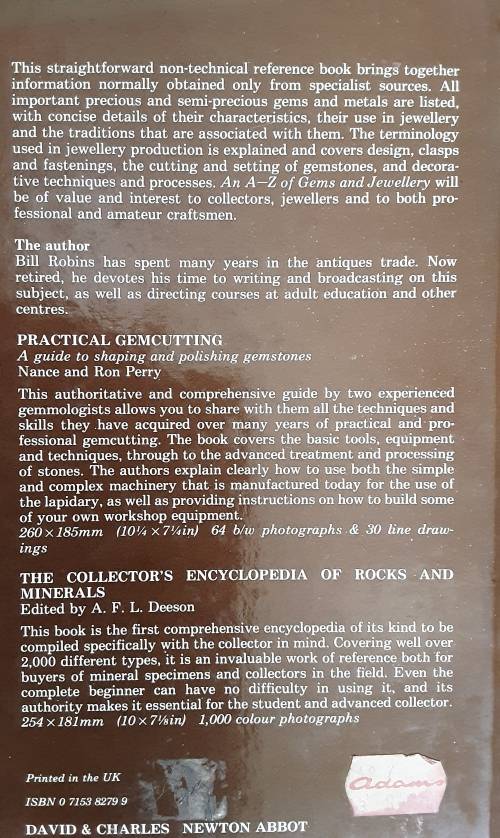 This straightforward non-technical reference book brings together
information normally obtained only from specialist sources. All
important precious and semi-precious gems and metals are listed,
with concise details of their characteristics, their use in jewellery
and the traditions that are associated with them. The terminology
used in jewellery production is explained and covers design, clasps
and fastenings, the cutting and setting of gemstones, and decora-
tive techniques and processes. An A–Z of Gems and Jewellery will
be of value and interest to collectors, jewellers and to both pro-
fessional and amateur craftsmen.
The author
Bill Robins has spent many years in the antiques trade. Now
retired, he devotes his time to writing and broadcasting on this
subject, as well as directing courses at adult education and other
centres.
PRACTICAL GEMCUTTING
A guide to shaping and polishing gemstones
Nance and Ron Perry
This authoritative and comprehensive guide by two experienced
gemmologists allows you to share with them all the techniques and
skills they have acquired over many years of practical and pro-
fessional gemcutting. The book covers the basic tools, equipment
and techniques, through to the advanced treatment and processing
of stones. The authors explain clearly how to use both the simple
and complex machinery that is manufactured today for the use of
the lapidary, as well as providing instructions on how to build some
of your own workshop equipment.
260×185mm (10¼×7¼in) 64 b/w photographs & 30 line draw-
ings
THE COLLECTOR'S ENCYCLOPEDIA OF ROCKS AND
MINERALS
Edited by A. F. L. Deeson
This book is the first comprehensive encyclopedia of its kind to be
compiled specifically with the collector in mind. Covering well over
2,000 different types, it is an invaluable work of reference both for
buyers of mineral specimens and collectors in the field. Even the
complete beginner can have no difficulty in using it, and its
authority makes it essential for the student and advanced collector.
254×181mm (10×7⅛in) 1,000 colour photographs
Printed in the UK
ISBN 0 7153 8279 9
adams
DAVID & CHARLES NEWTON ABBOT